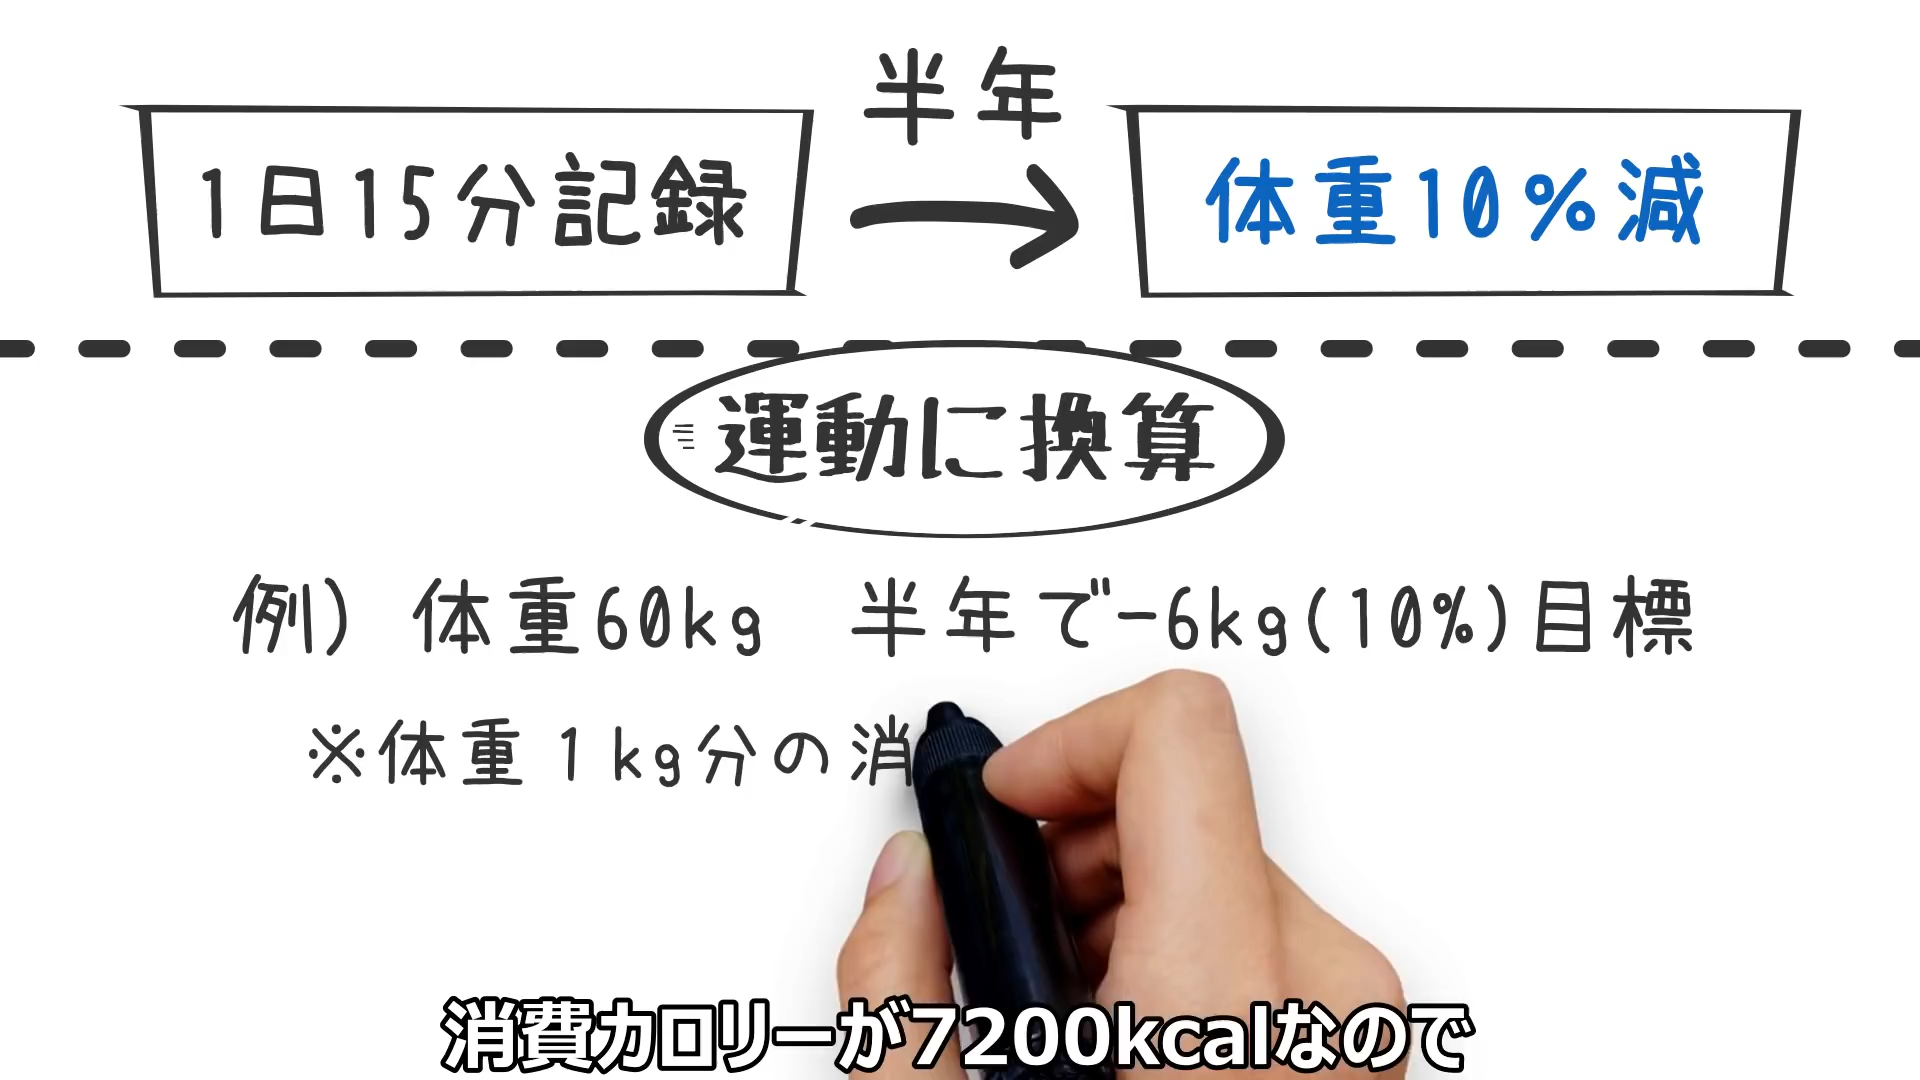 半年
1日15分記録
体重10%減
運動に換算
例) 体重60kg 半年で-6kg(10%)目標
※体重1kg分の消
消費カロリーが7200kcalなので